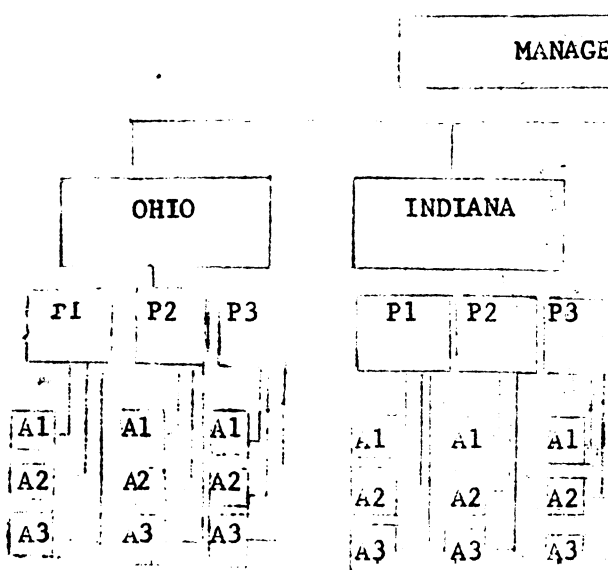 MANAGE
OHIO INDIANA
P1 P2 P3 P1 P2 P3
A1 A1 A1 A1 A1 A1
A2 A2 A2 A2 A2 A2
A3 A3 A3 A3 A3 A3